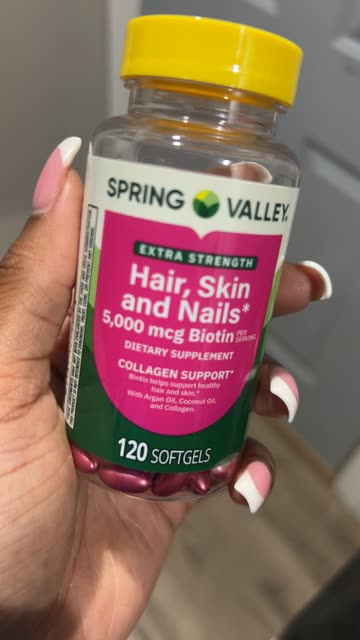 SPRING VALLEY®
EXTRA STRENGTH
Hair, Skin
and Nails*
5,000 mcg Biotin PER SERVING
DIETARY SUPPLEMENT
COLLAGEN SUPPORT*
Biotin helps support healthy
hair and skin.*
With Argan Oil, Coconut Oil,
and Collagen.
120 SOFTGELS